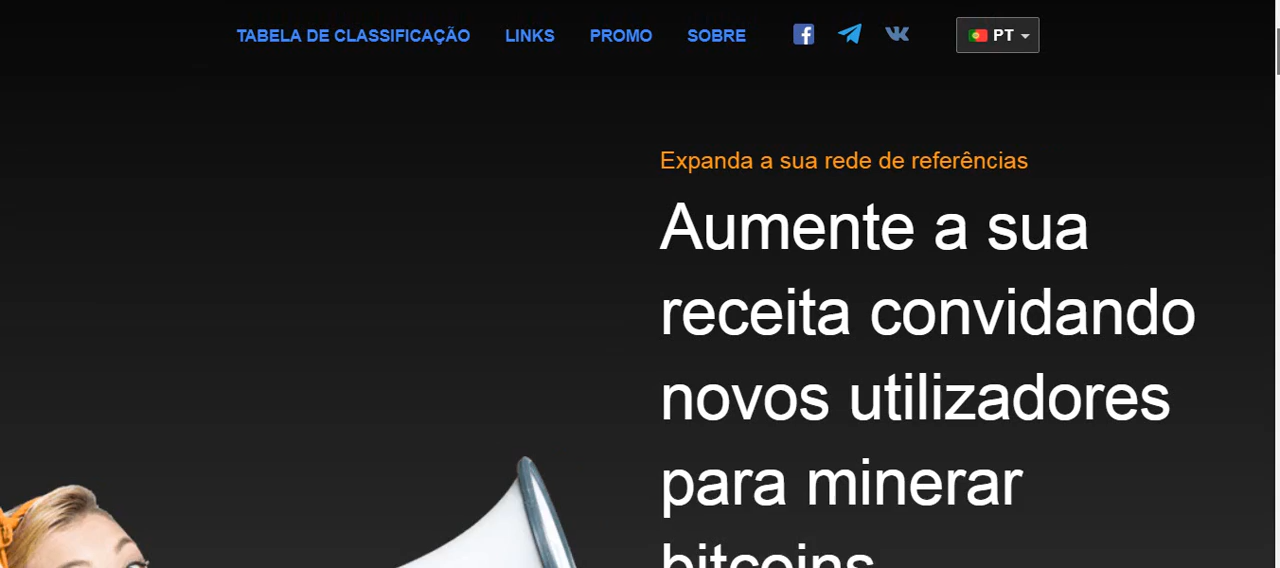 TABELA DE CLASSIFICAÇÃO LINKS PROMO SOBRE PT
Expanda a sua rede de referências
Aumente a sua
receita convidando
novos utilizadores
para minerar
bitcoins